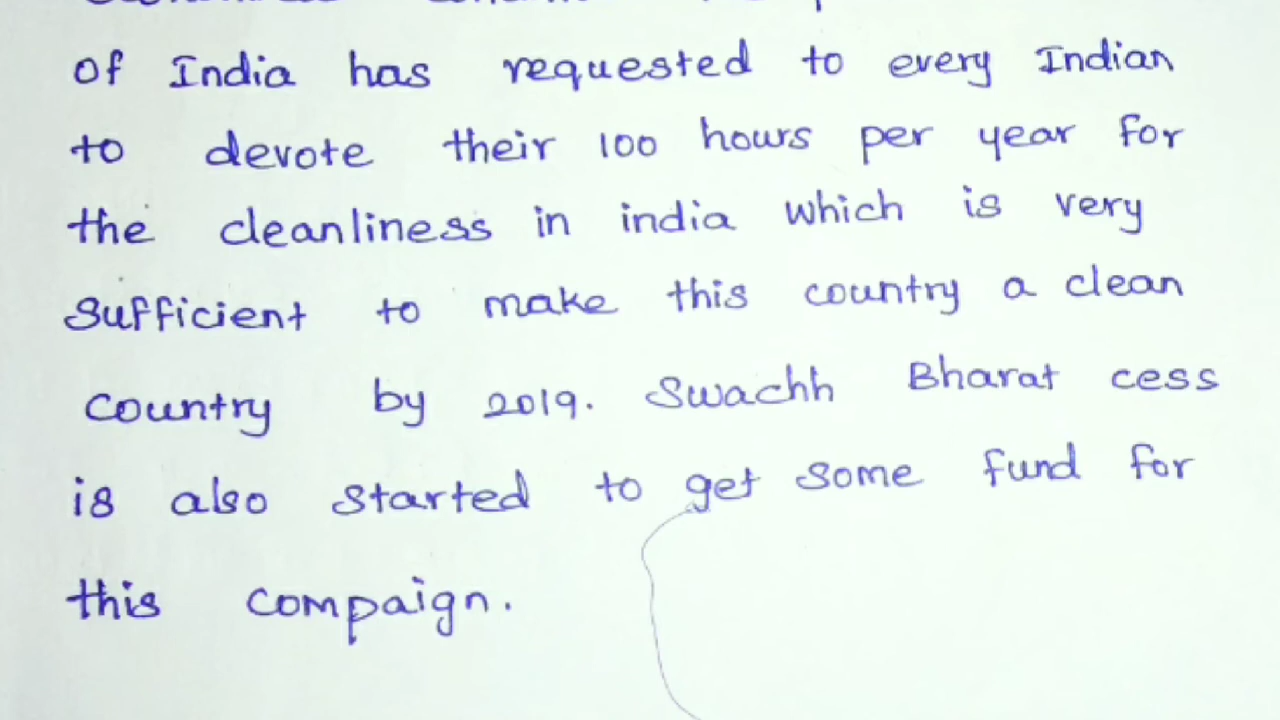 of India has requested to every Indian
to devote their 100 hours per year for
the cleanliness in india which is very
sufficient to make this country a clean
country by 2019. Swachh Bharat cess
is also started to get some fund for
this compaign.